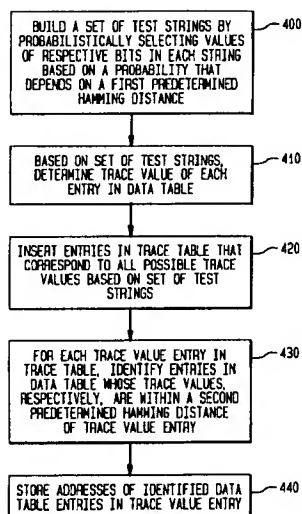 BUILD A SET OF TEST STRINGS BY
PROBABILISTICALLY SELECTING VALUES
OF RESPECTIVE BITS IN EACH STRING
BASED ON A PROBABILITY THAT
DEPENDS ON A FIRST PREDETERMINED
HAMMING DISTANCE
400
BASED ON SET OF TEST STRINGS,
DETERMINE TRACE VALUE OF EACH
ENTRY IN DATA TABLE
410
INSERT ENTRIES IN TRACE TABLE THAT
CORRESPOND TO ALL POSSIBLE TRACE
VALUES BASED ON SET OF TEST
STRINGS
420
FOR EACH TRACE VALUE ENTRY IN
TRACE TABLE, IDENTIFY ENTRIES IN
DATA TABLE WHOSE TRACE VALUES,
RESPECTIVELY, ARE WITHIN A SECOND
PREDETERMINED HAMMING DISTANCE
OF TRACE VALUE ENTRY
430
STORE ADDRESSES OF IDENTIFIED DATA
TABLE ENTRIES IN TRACE VALUE ENTRY
440